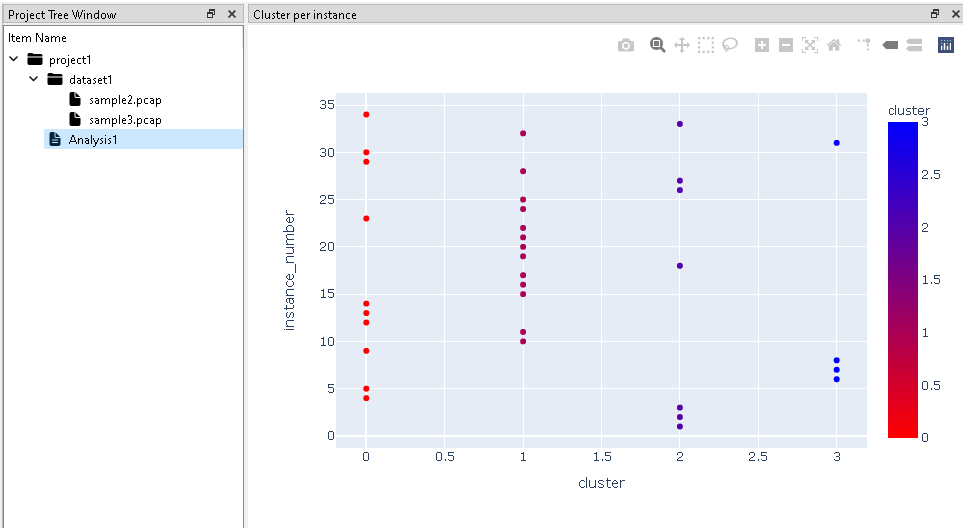 Project Tree Window
Item Name
project1
dataset1
sample2.pcap
sample3.pcap
Analysis1
Cluster per instance
35
30
25
20
15
10
5
0
instance_number
0 0.5 1 1.5 2 2.5 3
cluster
cluster
3
2.5
2
1.5
1
0.5
0